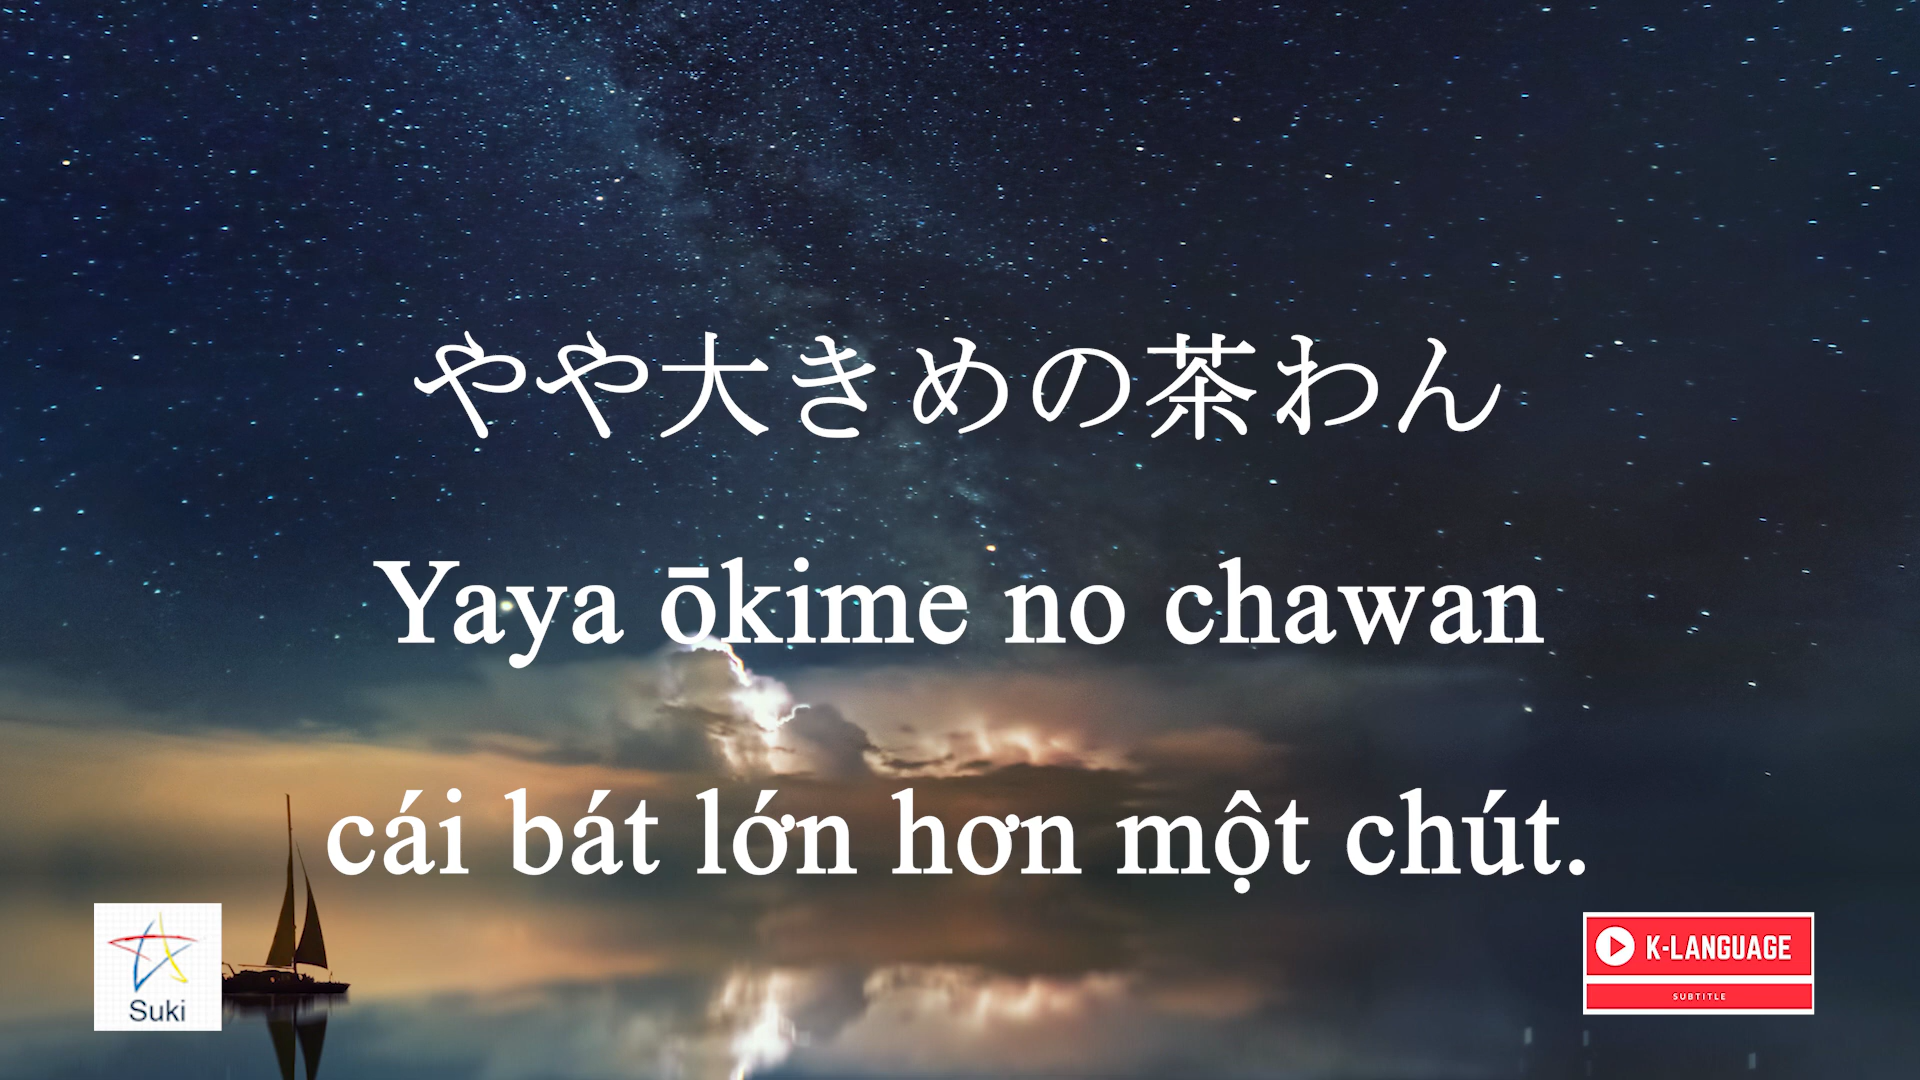 やや大きめの茶わん
Yaya ōkime no chawan
cái bát lớn hơn một chút.
Suki
K-LANGUAGE
SUBTITLE